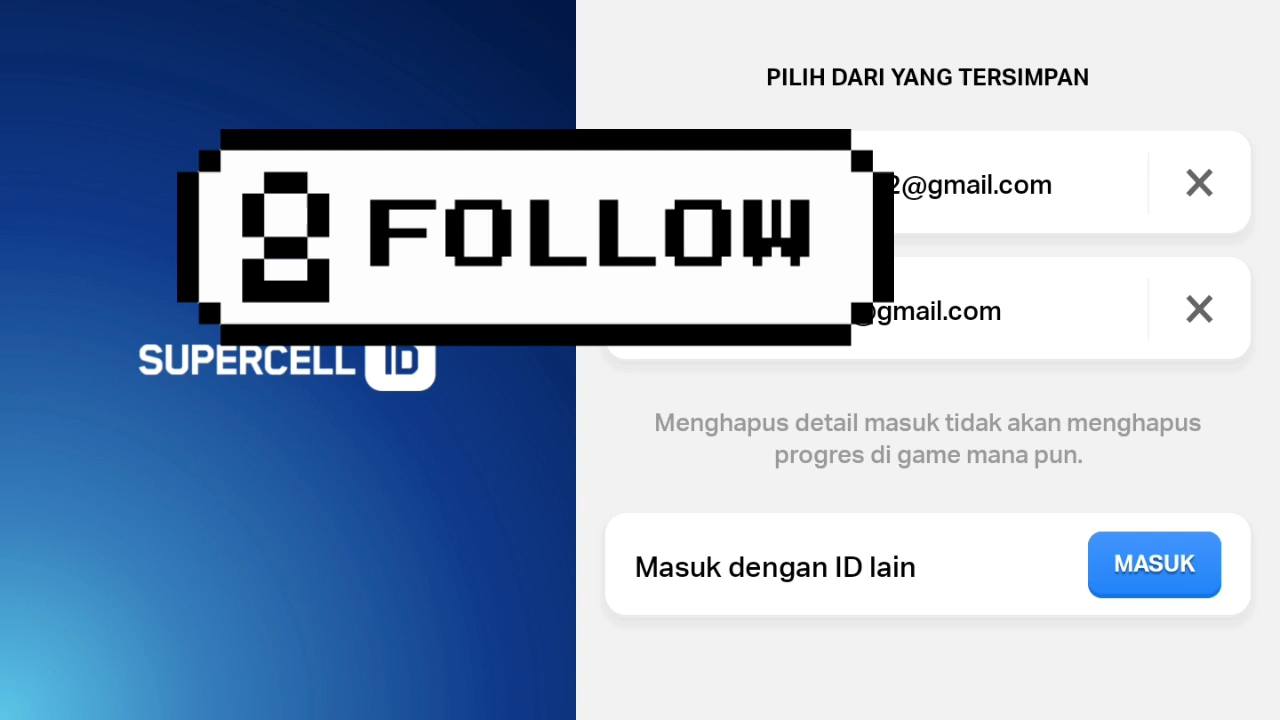 PILIH DARI YANG TERSIMPAN
2@gmail.com
FOLLOW
@gmail.com
SUPERCELL ID
Menghapus detail masuk tidak akan menghapus
progres di game mana pun.
Masuk dengan ID lain
MASUK